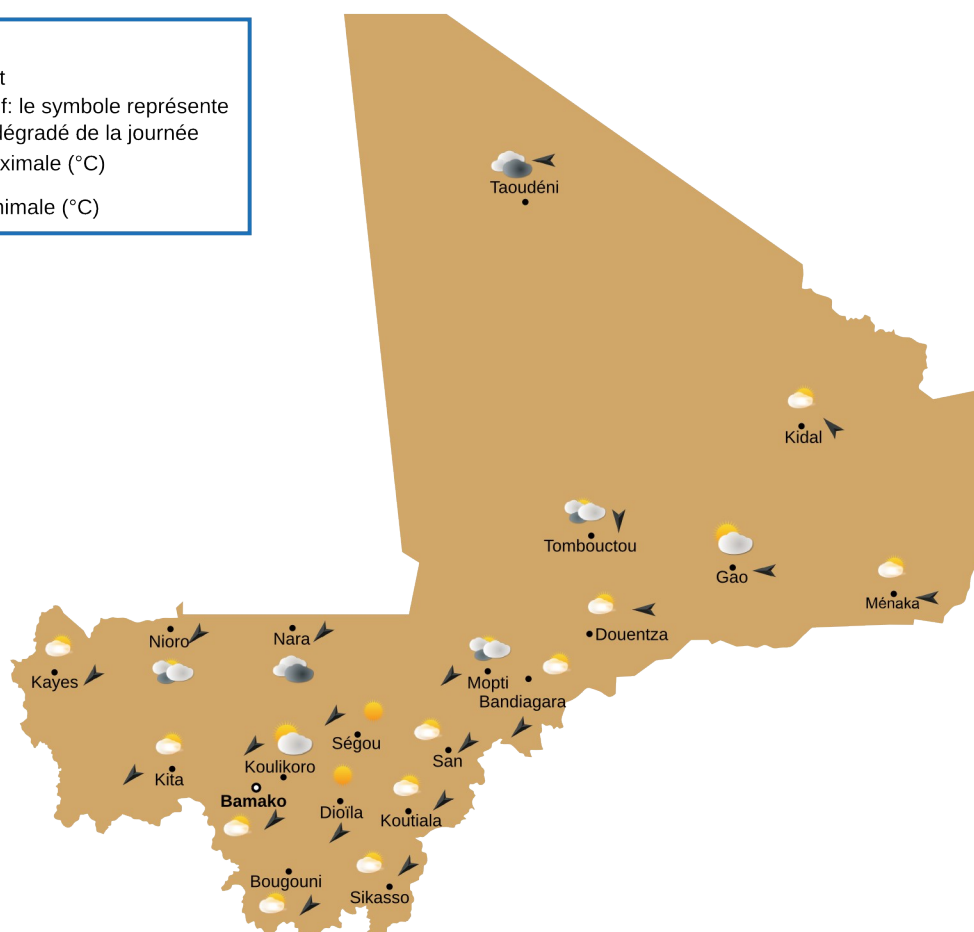 t
f: le symbole représente
dégradé de la journée
ximale (°C)
nimale (°C)
Taoudéni
Kidal
Tombouctou
Gao
Ménaka
Douentza
Nioro
Nara
Kayes
Mopti
Bandiagara
Ségou
San
Koulikoro
Kita
Bamako
Dioïla
Koutiala
Bougouni
Sikasso